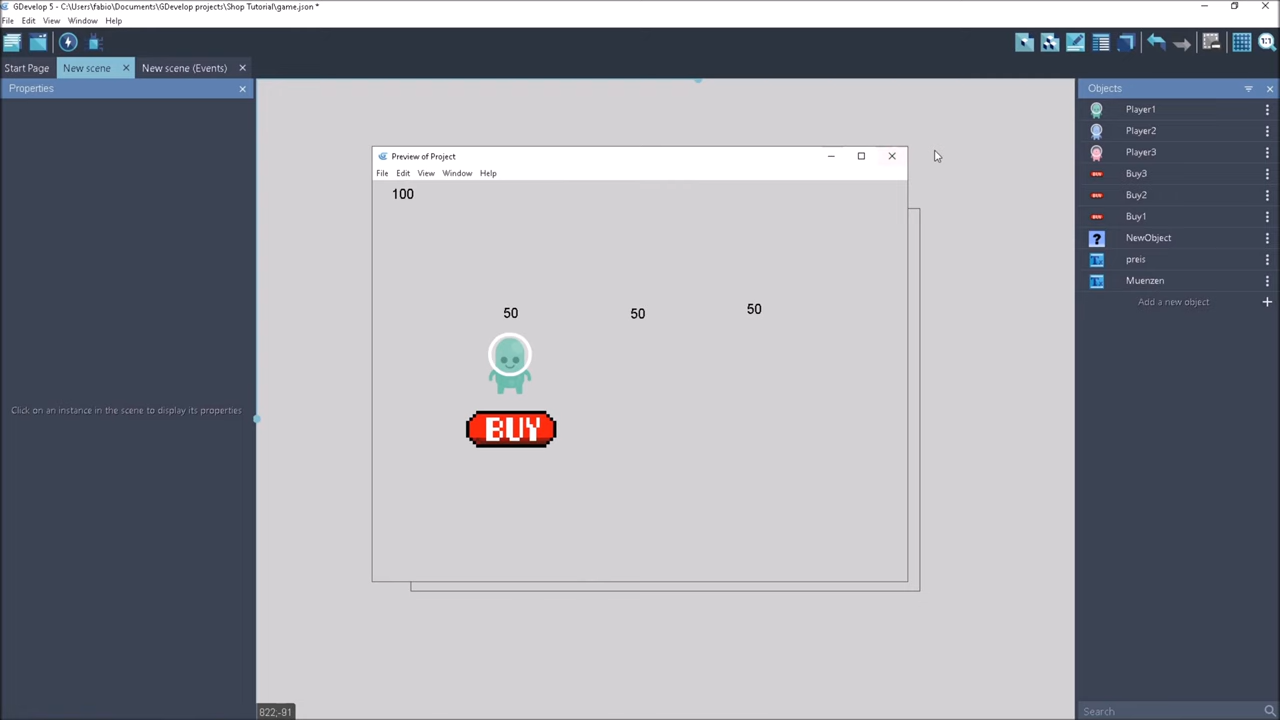 GDevelop 5 - C:\Users\fabio\Documents\GDevelop projects\Shop Tutorial\game.json *
File Edit View Window Help
1:1
Start Page New scene New scene (Events)
Properties
Objects
Player1
Player2
Player3
Buy3
Buy2
Buy1
NewObject
preis
Muenzen
Add a new object
Preview of Project
File Edit View Window Help
100
50 50 50
BUY
Click on an instance in the scene to display its properties
822;-91
Search